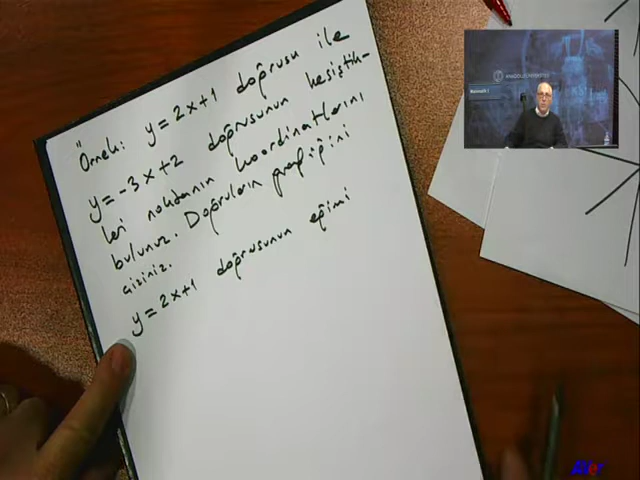 Örnek: y = 2x+1 doğrusu ile
y = -3x+2 doğrusunun kesiştik-
leri noktanın koordinatlarını
bulunuz. Doğruların grafiğini
çiziniz.
y = 2x+1 doğrusunun eğimi